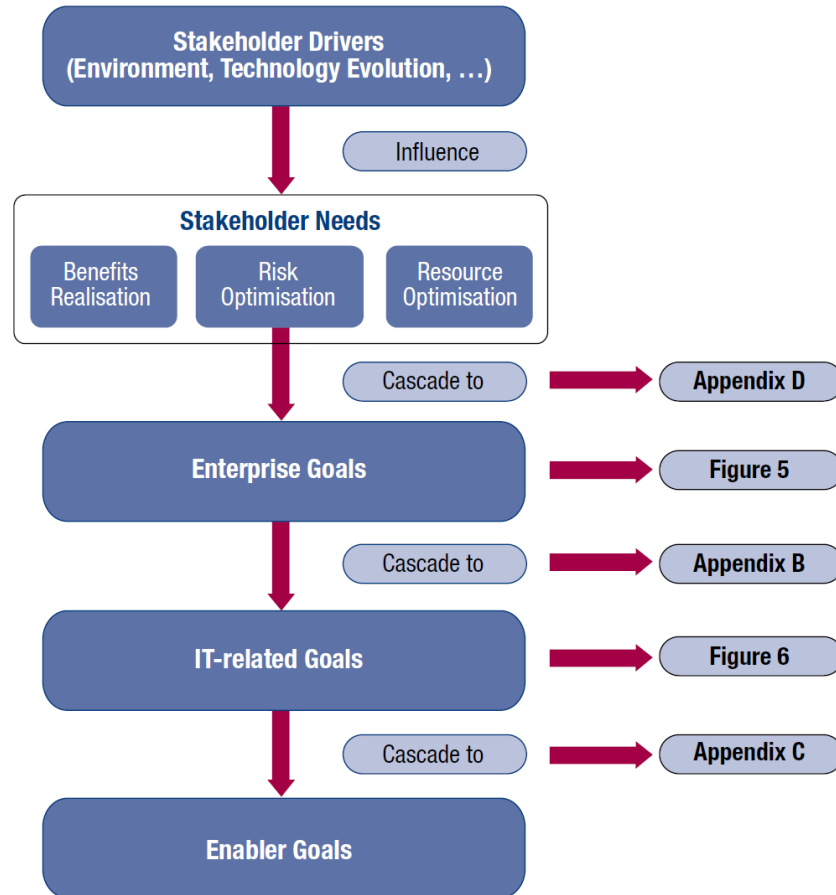 Stakeholder Drivers
(Environment, Technology Evolution, …)
Influence
Stakeholder Needs
Benefits
Realisation
Risk
Optimisation
Resource
Optimisation
Cascade to
Appendix D
Enterprise Goals
Figure 5
Cascade to
Appendix B
IT-related Goals
Figure 6
Cascade to
Appendix C
Enabler Goals